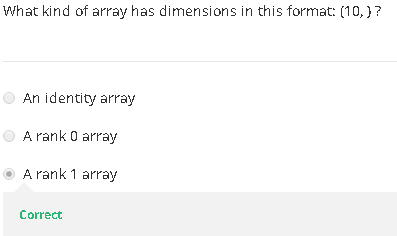 What kind of array has dimensions in this format: (10, ) ?
An identity array
A rank 0 array
A rank 1 array
Correct